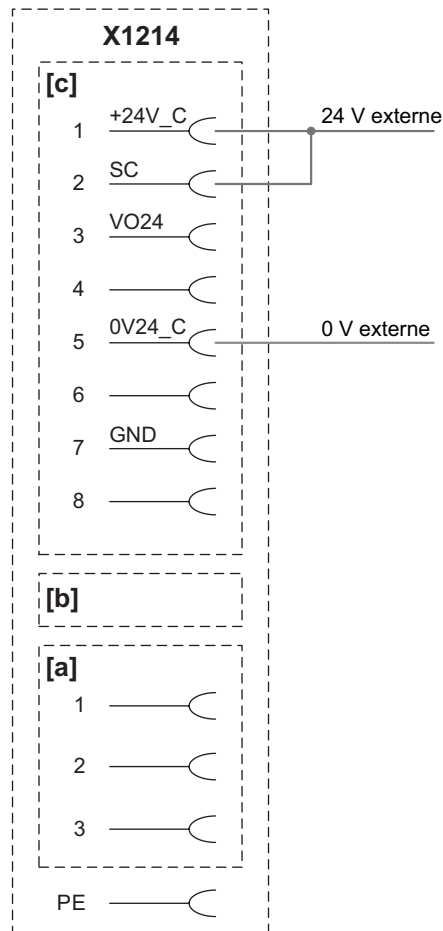 X1214
[c]
1 +24V_C 24 V externe
2 SC
3 VO24
4
5 0V24_C 0 V externe
6
7 GND
8
[b]
[a]
1
2
3
PE